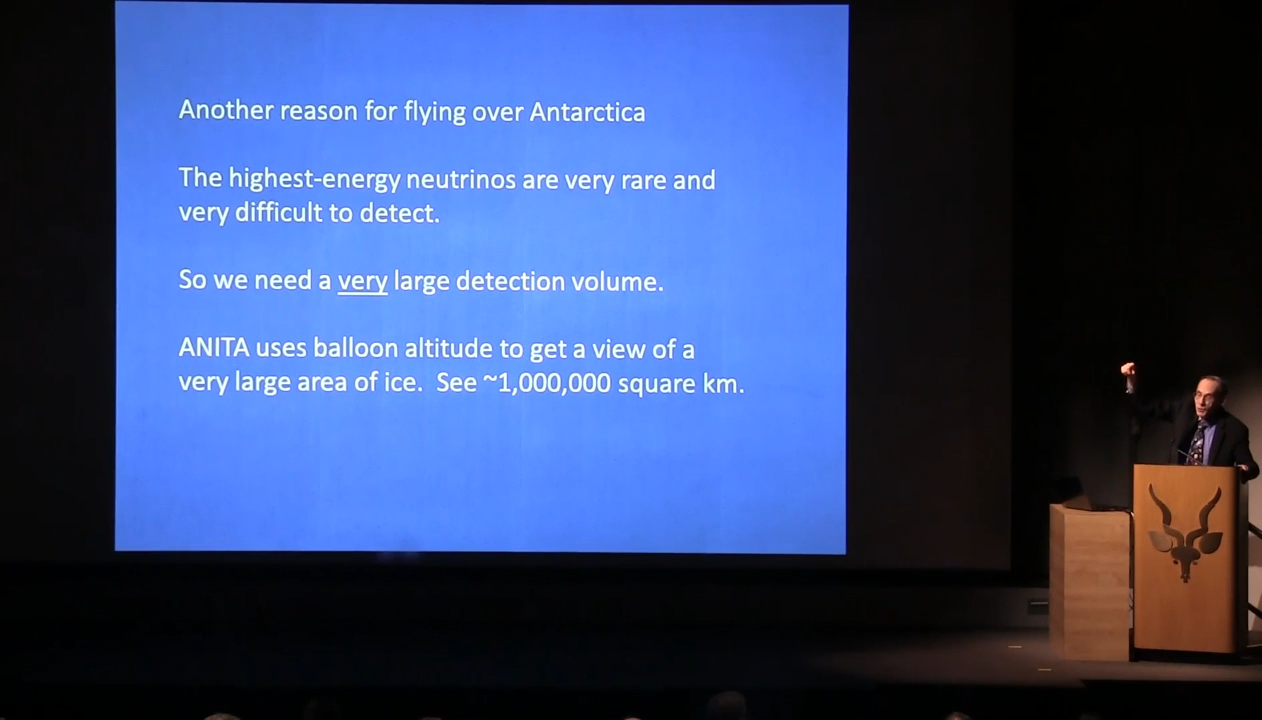 Another reason for flying over Antarctica
The highest-energy neutrinos are very rare and
very difficult to detect.
So we need a very large detection volume.
ANITA uses balloon altitude to get a view of a
very large area of ice.  See ~1,000,000 square km.